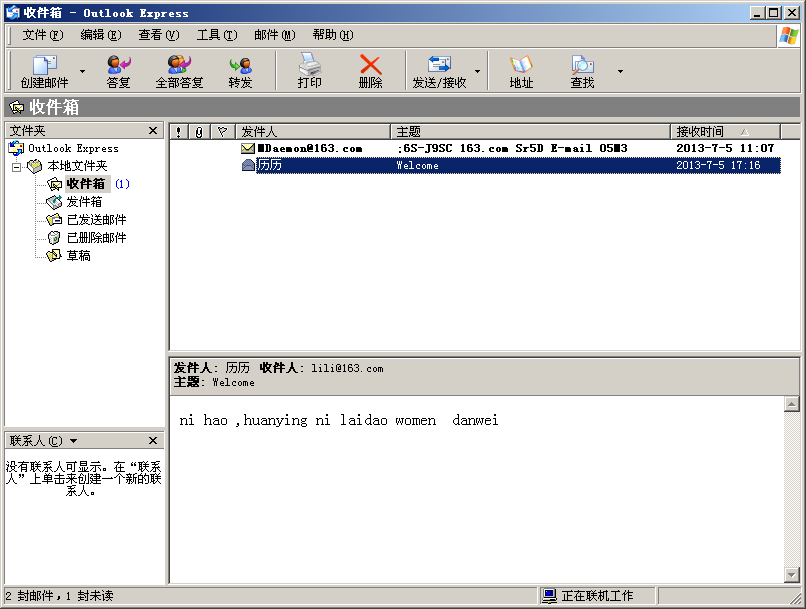 收件箱 - Outlook Express
文件(F) 编辑(E) 查看(V) 工具(T) 邮件(M) 帮助(H)
创建邮件 答复 全部答复 转发 打印 删除 发送/接收 地址 查找
收件箱
文件夹
Outlook Express
本地文件夹
收件箱 (1)
发件箱
已发送邮件
已删除邮件
草稿
联系人(C)
没有联系人可显示。在“联系
人”上单击来创建一个新的联
系人。
! 发件人 主题 接收时间
MDaemon@163.com ;6S-J9SC 163.com Sr5D E-mail O5M3 2013-7-5 11:07
历历 Welcome 2013-7-5 17:16
发件人: 历历 收件人: lili@163.com
主题: Welcome
ni hao ,huanying ni laidao women danwei
2 封邮件，1 封未读 正在联机工作